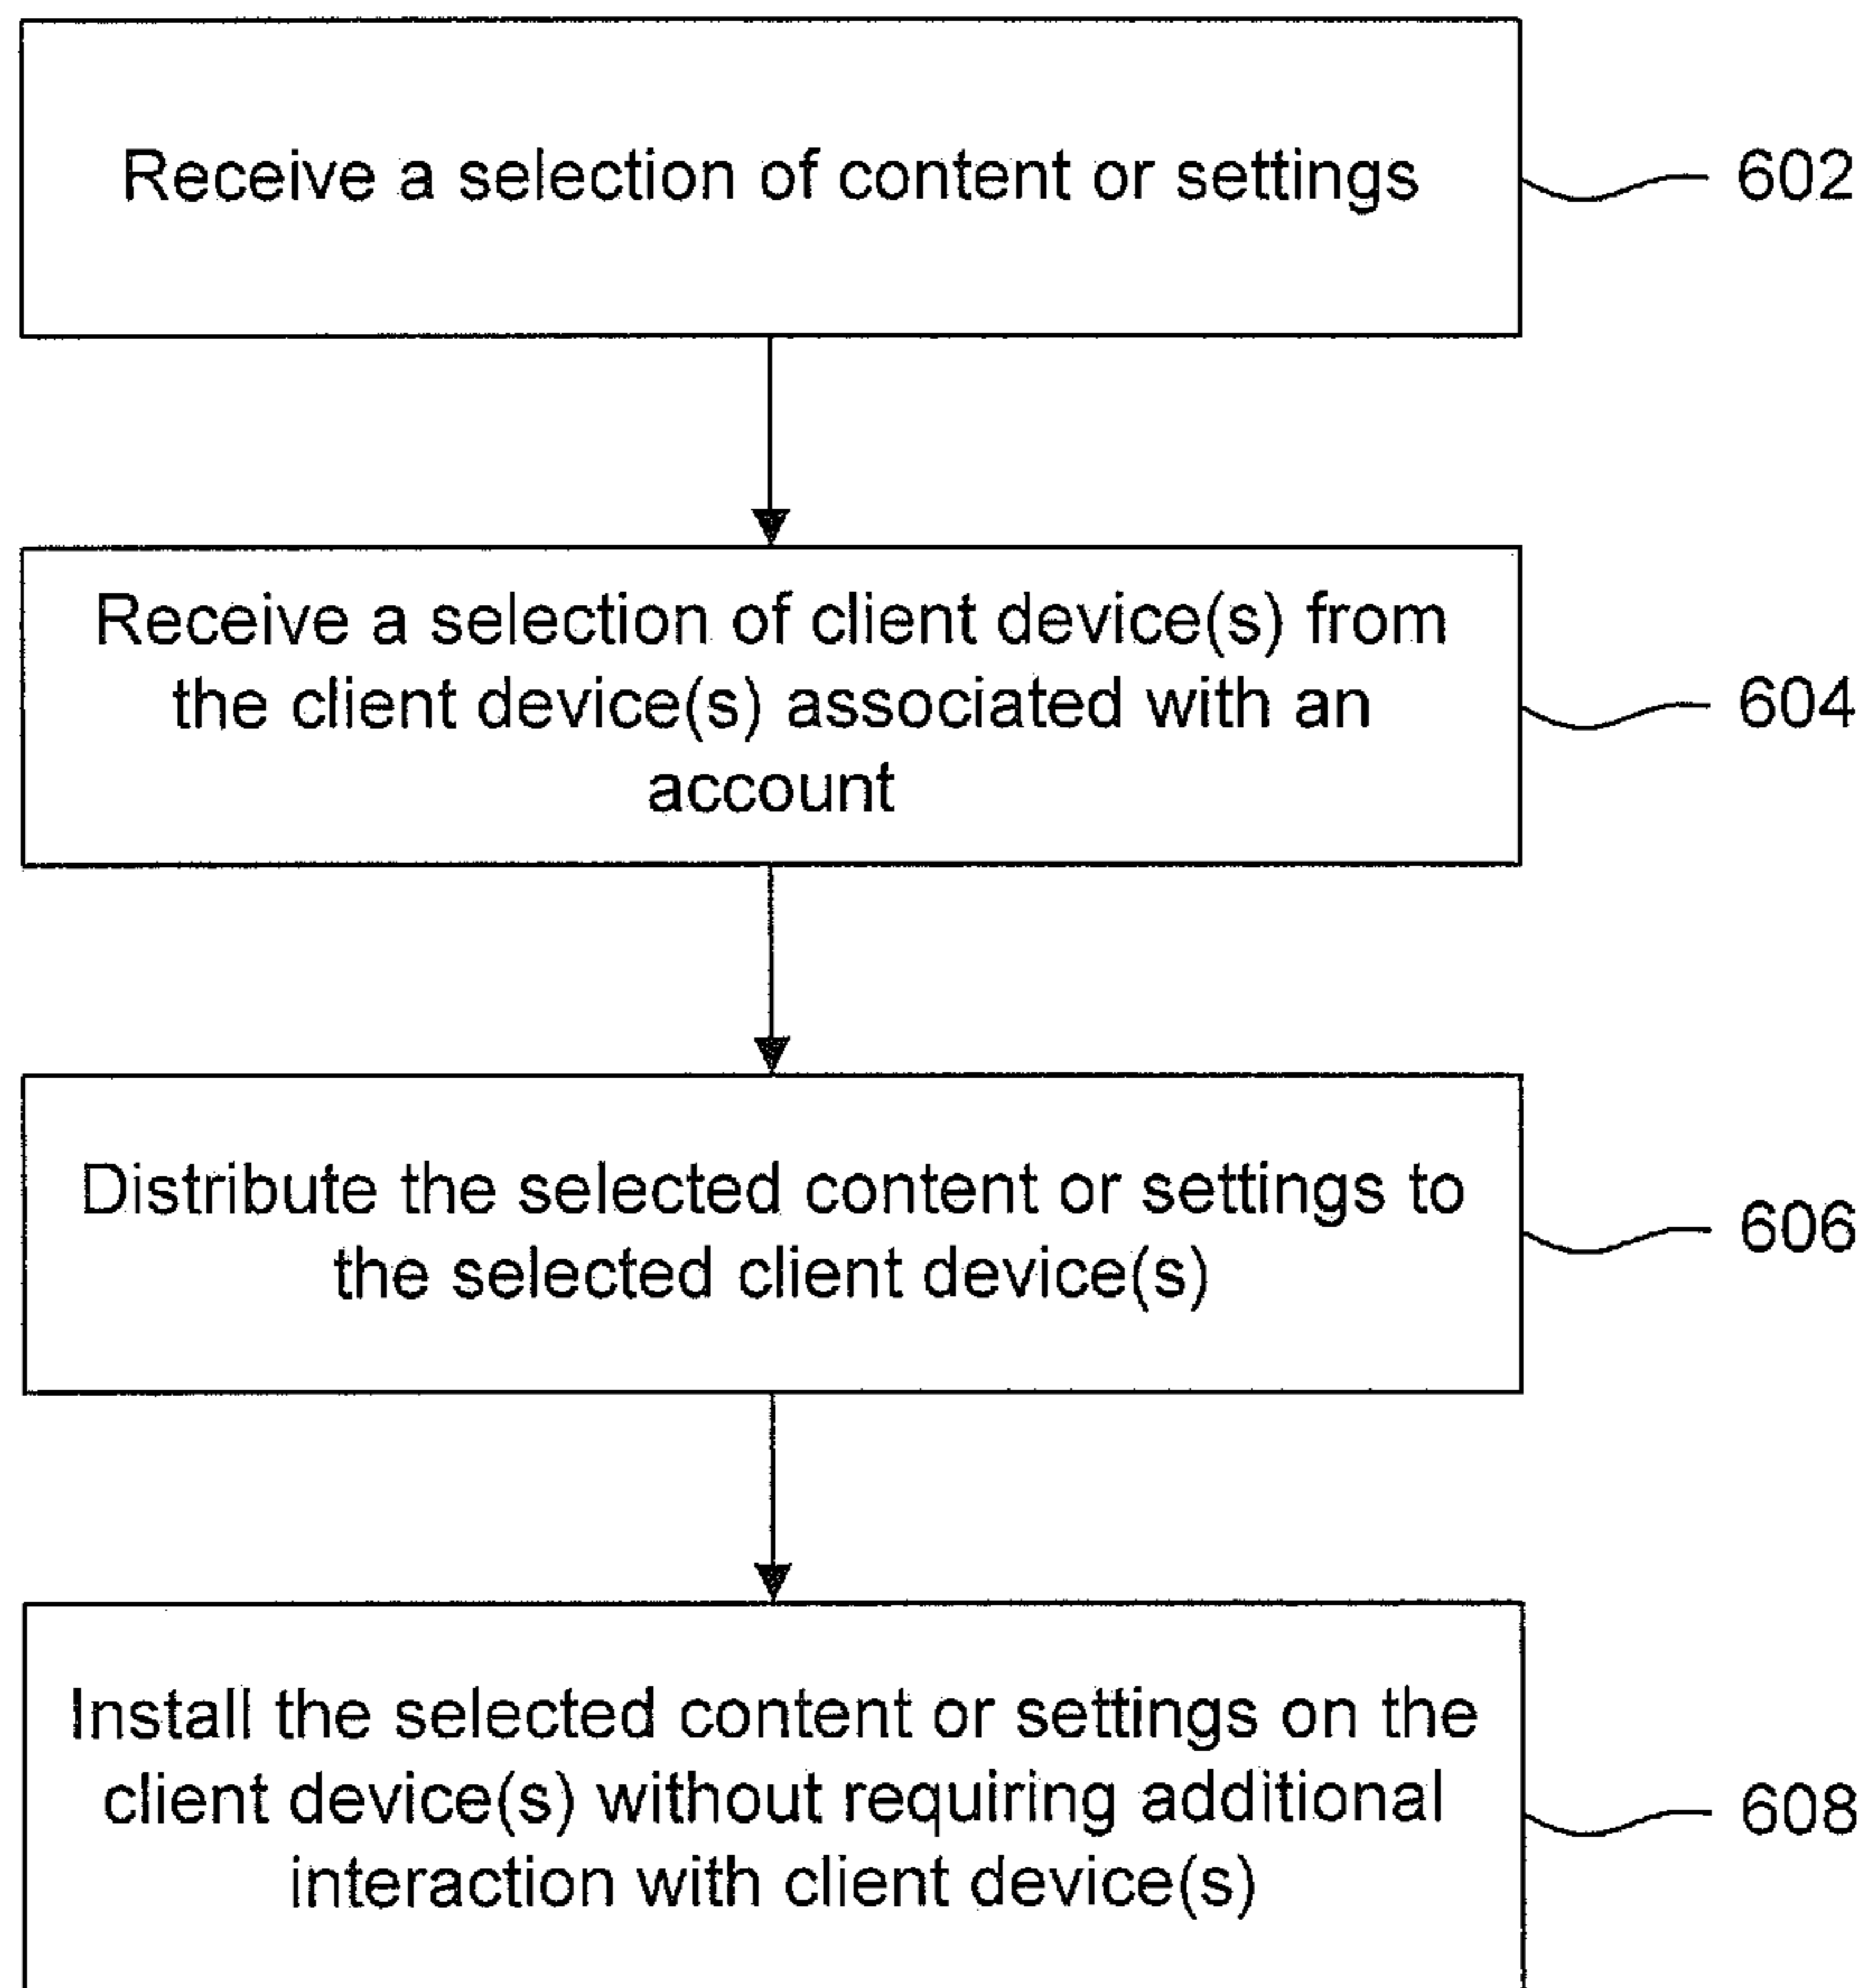 Receive a selection of content or settings
602
Receive a selection of client device(s) from
the client device(s) associated with an
account
604
Distribute the selected content or settings to
the selected client device(s)
606
Install the selected content or settings on the
client device(s) without requiring additional
interaction with client device(s)
608